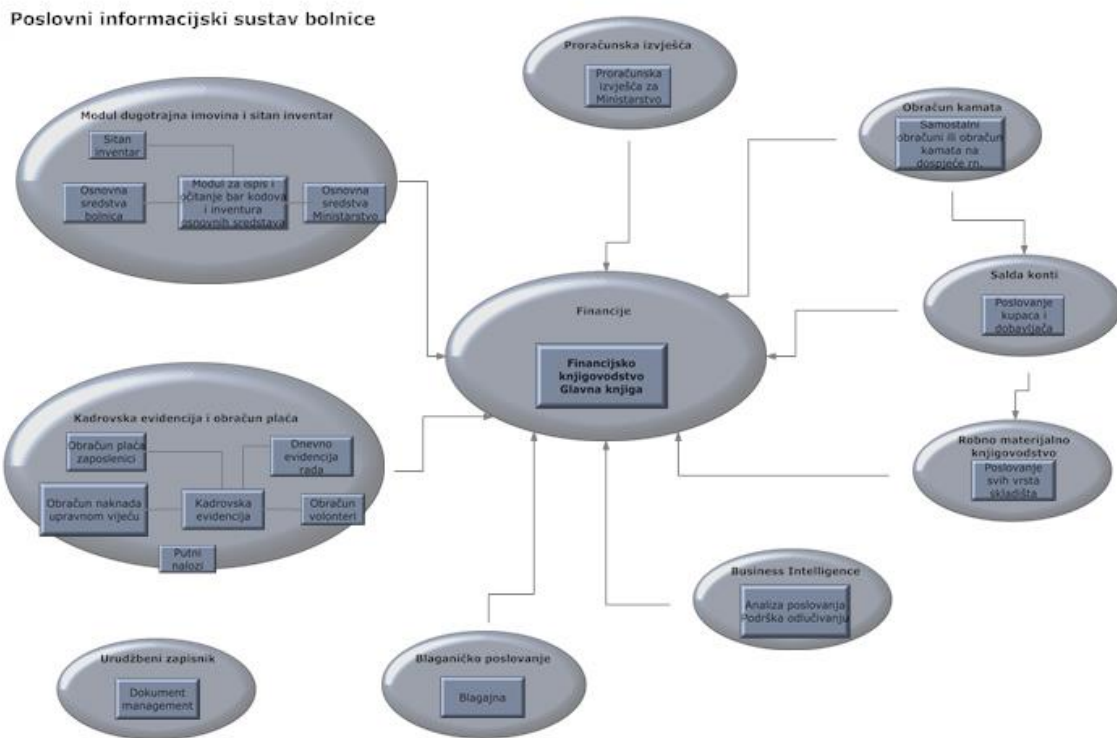 Poslovni informacijski sustav bolnice
Proračunska izvješća
Proračunska
izvješća za
Ministarstvo
Modul dugotrajna imovina i sitan inventar
Sitan
inventar
Osnovna
sredstva
bolnica
Modul za ispis i
očitanje bar kodova
i inventura
osnovnih sredstava
Osnovna
sredstva
Ministarstvo
Obračun kamata
Samostalni
obračuni ili obračun
kamata na
dospjeće rn.
Salda konti
Poslovanje
kupaca i
dobavljača
Financije
Financijsko
knjigovodstvo
Glavna knjiga
Kadrovska evidencija i obračun plaća
Obračun plaća
zaposlenici
Dnevno
evidencija
rada
Obračun naknada
upravnom vijeću
Kadrovska
evidencija
Obračun
volonteri
Putni
nalozi
Robno materijalno
knjigovodstvo
Poslovanje
svih vrsta
skladišta
Business Intelligence
Analiza poslovanja
Podrška odlučivanju
Urudžbeni zapisnik
Dokument
management
Blaganičko poslovanje
Blagajna